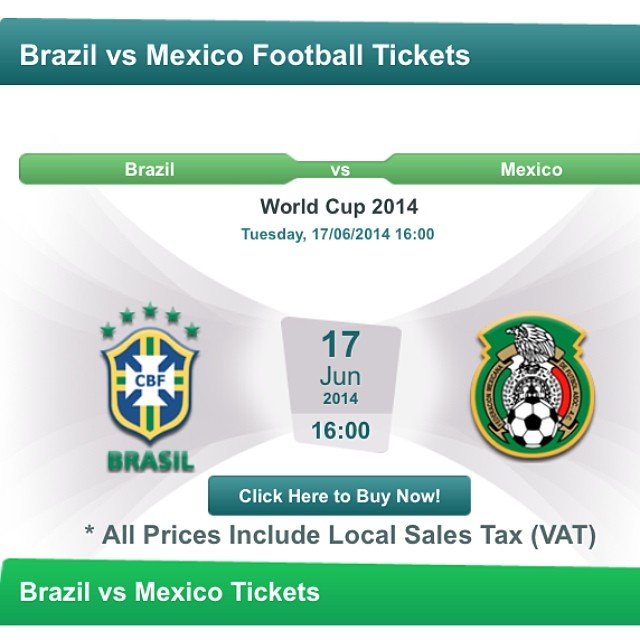 Brazil vs Mexico Football Tickets
Brazil vs Mexico
World Cup 2014
Tuesday, 17/06/2014 16:00
17
Jun
2014
16:00
CBF
BRASIL
FEDERACION MEXICANA DE FUTBOL ASOC. A.C.
Click Here to Buy Now!
* All Prices Include Local Sales Tax (VAT)
Brazil vs Mexico Tickets